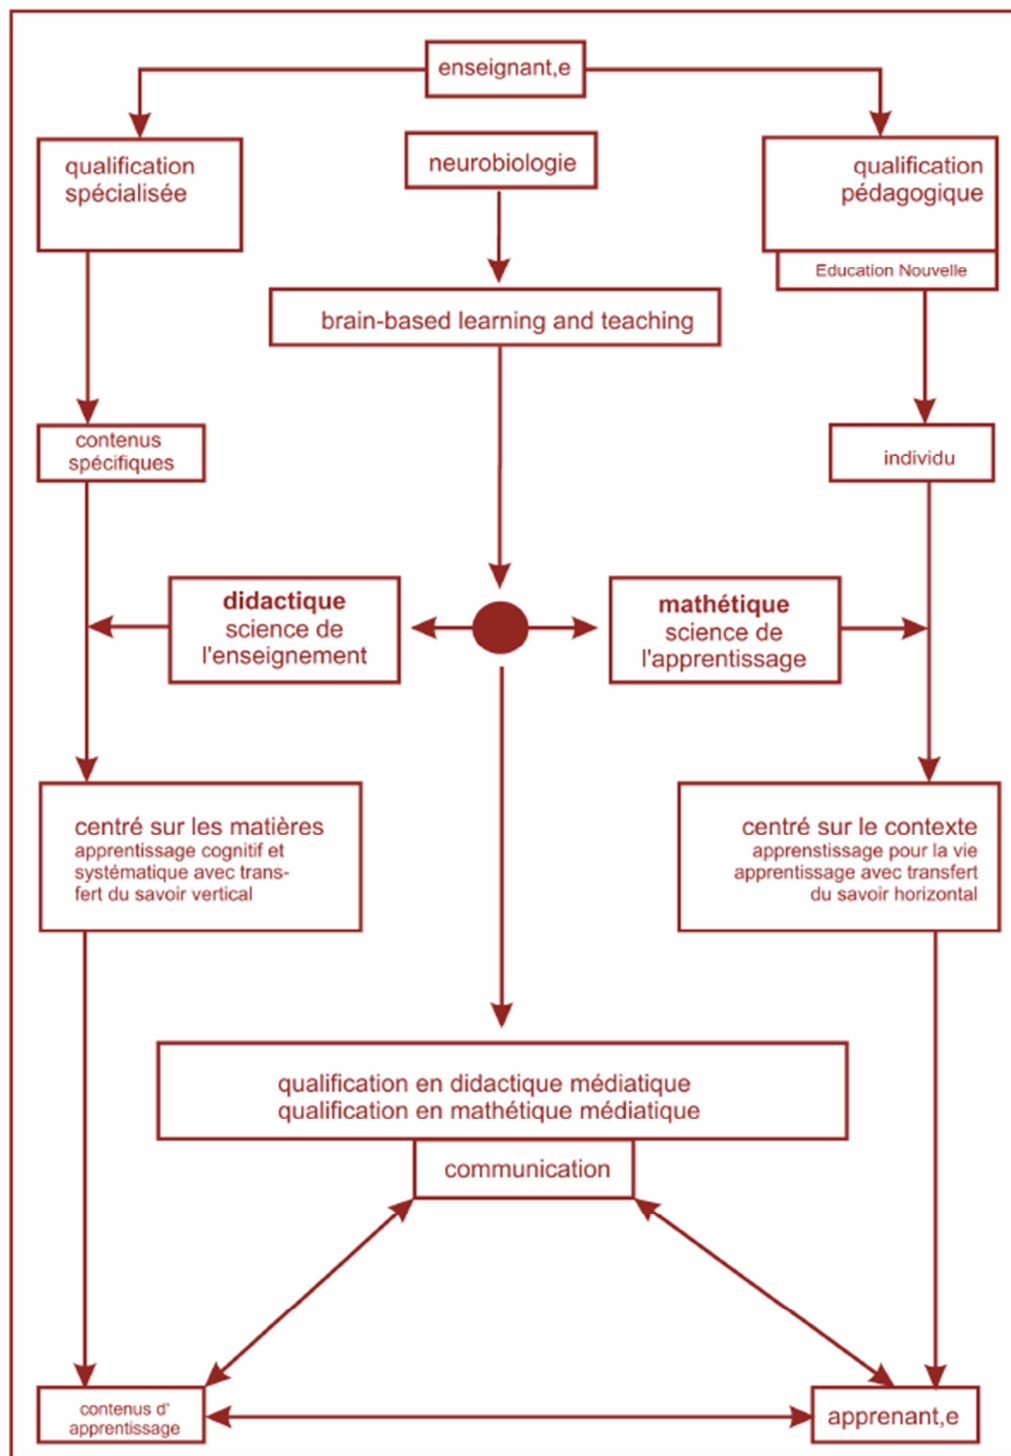 enseignant,e
qualification
spécialisée
neurobiologie
qualification
pédagogique
Education Nouvelle
brain-based learning and teaching
contenus
spécifiques
individu
didactique
science de
l'enseignement
mathétique
science de
l'apprentissage
centré sur les matières
apprentissage cognitif et
systématique avec trans-
fert du savoir vertical
centré sur le contexte
apprenstissage pour la vie
apprentissage avec transfert
du savoir horizontal
qualification en didactique médiatique
qualification en mathétique médiatique
communication
contenus d'
apprentissage
apprenant,e